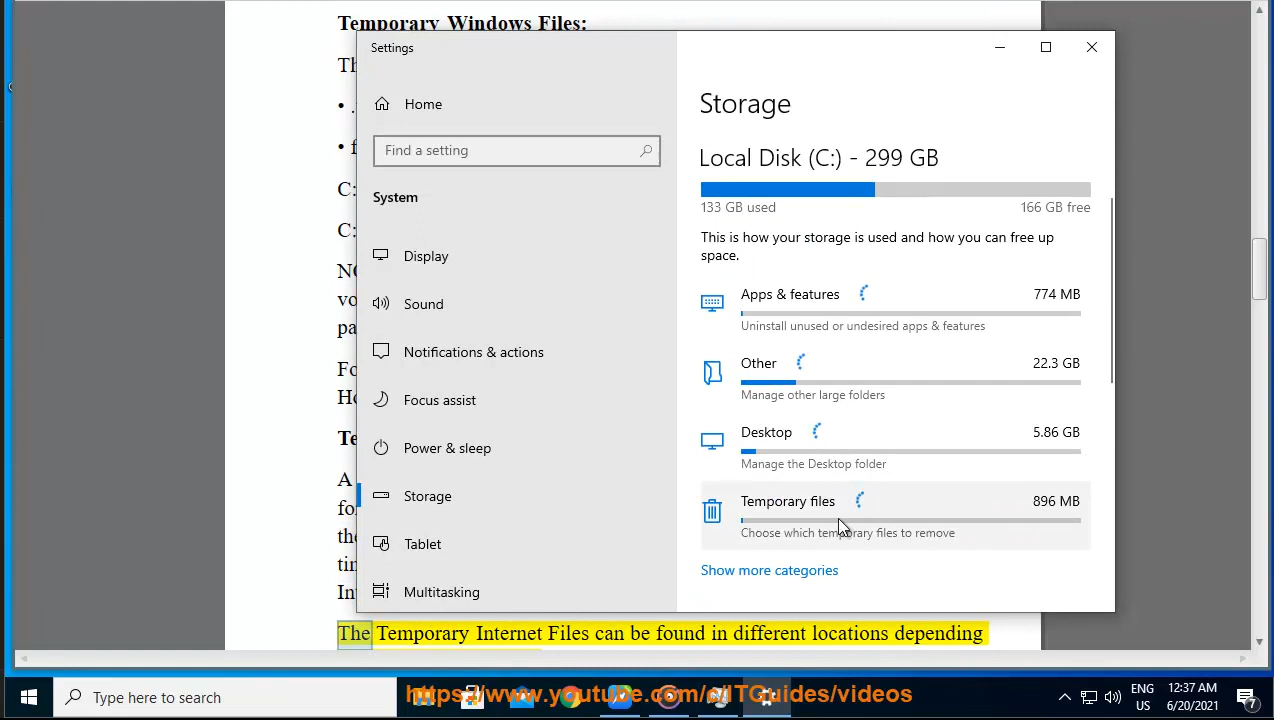 Temporary Windows Files:
Settings
Home
Find a setting
System
Display
Sound
Notifications & actions
Focus assist
Power & sleep
Storage
Tablet
Multitasking
Storage
Local Disk (C:) - 299 GB
133 GB used 166 GB free
This is how your storage is used and how you can free up
space.
Apps & features 774 MB
Uninstall unused or undesired apps & features
Other 22.3 GB
Manage other large folders
Desktop 5.86 GB
Manage the Desktop folder
Temporary files 896 MB
Choose which temporary files to remove
Show more categories
C:
C:
A
The Temporary Internet Files can be found in different locations depending
Type here to search
https://www.youtube.com/c/ITGuides/videos
ENG
US
12:37 AM
6/20/2021
7